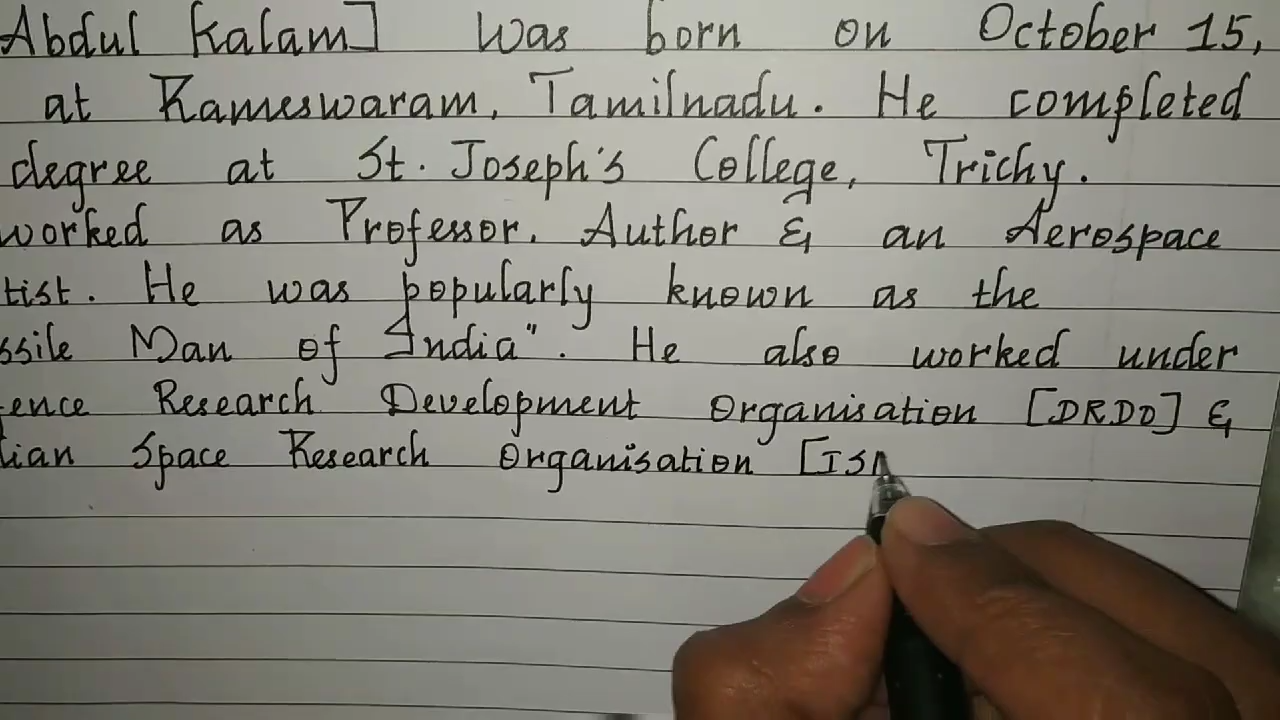 Abdul Kalam] was born on October 15,
at Rameswaram, Tamilnadu. He completed
degree at St. Joseph's College, Trichy.
worked as Professor, Author & an Aerospace
tist. He was popularly known as the
ssile Man of India". He also worked under
ence Research Development Organisation [DRDO] &
ian Space Research Organisation [IS